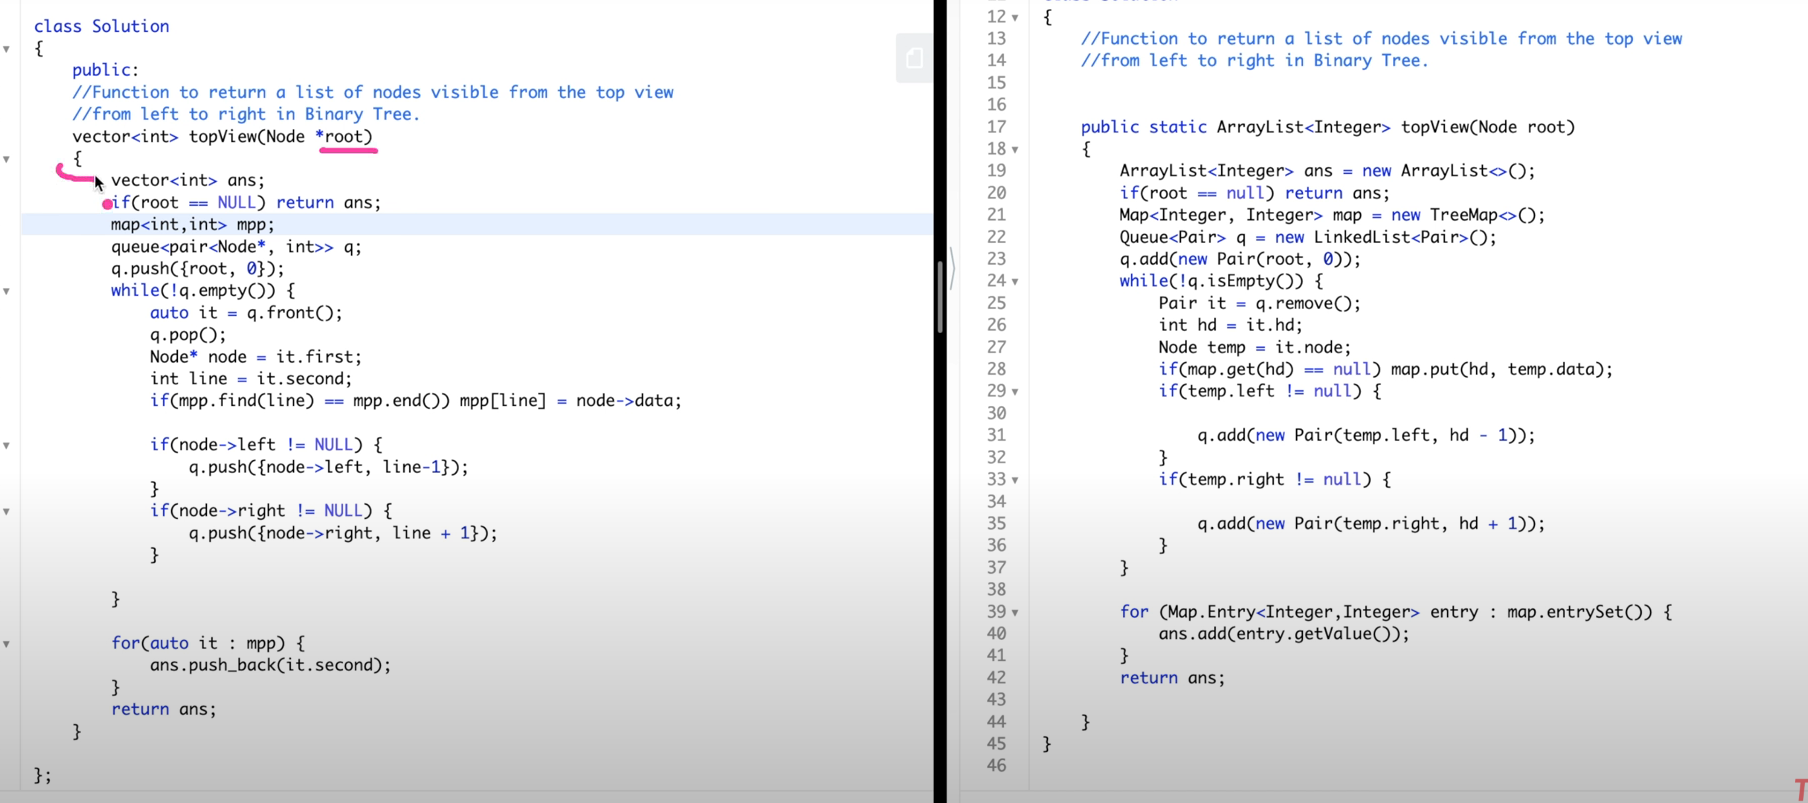 class Solution
{
public:
//Function to return a list of nodes visible from the top view
//from left to right in Binary Tree.
vector<int> topView(Node *root)
{
vector<int> ans;
if(root == NULL) return ans;
map<int,int> mpp;
queue<pair<Node*, int>> q;
q.push({root, 0});
while(!q.empty()) {
auto it = q.front();
q.pop();
Node* node = it.first;
int line = it.second;
if(mpp.find(line) == mpp.end()) mpp[line] = node->data;
if(node->left != NULL) {
q.push({node->left, line-1});
}
if(node->right != NULL) {
q.push({node->right, line + 1});
}
}
for(auto it : mpp) {
ans.push_back(it.second);
}
return ans;
}
};
12 {
13 //Function to return a list of nodes visible from the top view
14 //from left to right in Binary Tree.
15
16
17 public static ArrayList<Integer> topView(Node root)
18 {
19 ArrayList<Integer> ans = new ArrayList<>();
20 if(root == null) return ans;
21 Map<Integer, Integer> map = new TreeMap<>();
22 Queue<Pair> q = new LinkedList<Pair>();
23 q.add(new Pair(root, 0));
24 while(!q.isEmpty()) {
25 Pair it = q.remove();
26 int hd = it.hd;
27 Node temp = it.node;
28 if(map.get(hd) == null) map.put(hd, temp.data);
29 if(temp.left != null) {
30
31 q.add(new Pair(temp.left, hd - 1));
32 }
33 if(temp.right != null) {
34
35 q.add(new Pair(temp.right, hd + 1));
36 }
37 }
38
39 for (Map.Entry<Integer,Integer> entry : map.entrySet()) {
40 ans.add(entry.getValue());
41 }
42 return ans;
43
44 }
45 }
46
T